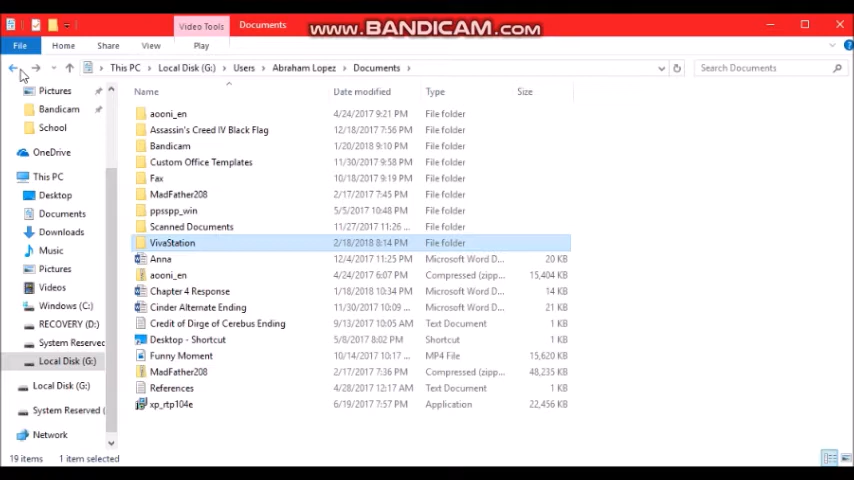 Video Tools Documents www.BANDICAM.com
File Home Share View Play
This PC > Local Disk (G:) > Users > Abraham Lopez > Documents > Search Documents
Name Date modified Type Size
Pictures
Bandicam
School
OneDrive
This PC
Desktop
Documents
Downloads
Music
Pictures
Videos
Windows (C:)
RECOVERY (D:)
System Reserved
Local Disk (G:)
Local Disk (G:)
System Reserved (
Network
aooni_en 4/24/2017 9:21 PM File folder
Assassin's Creed IV Black Flag 12/18/2017 7:56 PM File folder
Bandicam 1/20/2018 9:10 PM File folder
Custom Office Templates 11/30/2017 9:58 PM File folder
Fax 10/18/2017 9:19 PM File folder
MadFather208 2/17/2017 7:45 PM File folder
ppsspp_win 5/5/2017 10:48 PM File folder
Scanned Documents 11/27/2017 11:26 ... File folder
VivaStation 2/18/2018 8:14 PM File folder
Anna 12/4/2017 11:25 PM Microsoft Word D... 20 KB
aooni_en 4/24/2017 6:07 PM Compressed (zipp... 15,404 KB
Chapter 4 Response 1/18/2018 10:34 PM Microsoft Word D... 14 KB
Cinder Alternate Ending 11/30/2017 10:09 ... Microsoft Word D... 21 KB
Credit of Dirge of Cerebus Ending 9/13/2017 10:05 AM Text Document 1 KB
Desktop - Shortcut 5/8/2017 8:02 PM Shortcut 1 KB
Funny Moment 10/14/2017 10:17 ... MP4 File 15,620 KB
MadFather208 2/17/2017 7:36 PM Compressed (zipp... 48,235 KB
References 4/28/2017 12:17 AM Text Document 1 KB
xp_rtp104e 6/19/2017 7:57 PM Application 22,456 KB
19 items 1 item selected